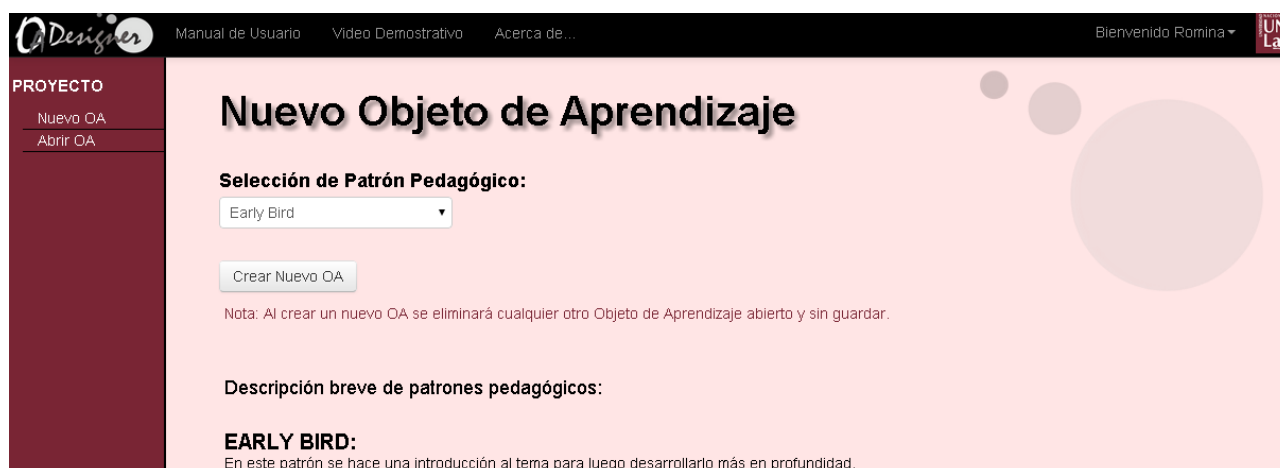 OADesigner Manual de Usuario Video Demostrativo Acerca de... Bienvenido Romina
PROYECTO
Nuevo OA
Abrir OA
Nuevo Objeto de Aprendizaje
Selección de Patrón Pedagógico:
Early Bird
Crear Nuevo OA
Nota: Al crear un nuevo OA se eliminará cualquier otro Objeto de Aprendizaje abierto y sin guardar.
Descripción breve de patrones pedagógicos:
EARLY BIRD:
En este patrón se hace una introducción al tema para luego desarrollarlo más en profundidad.